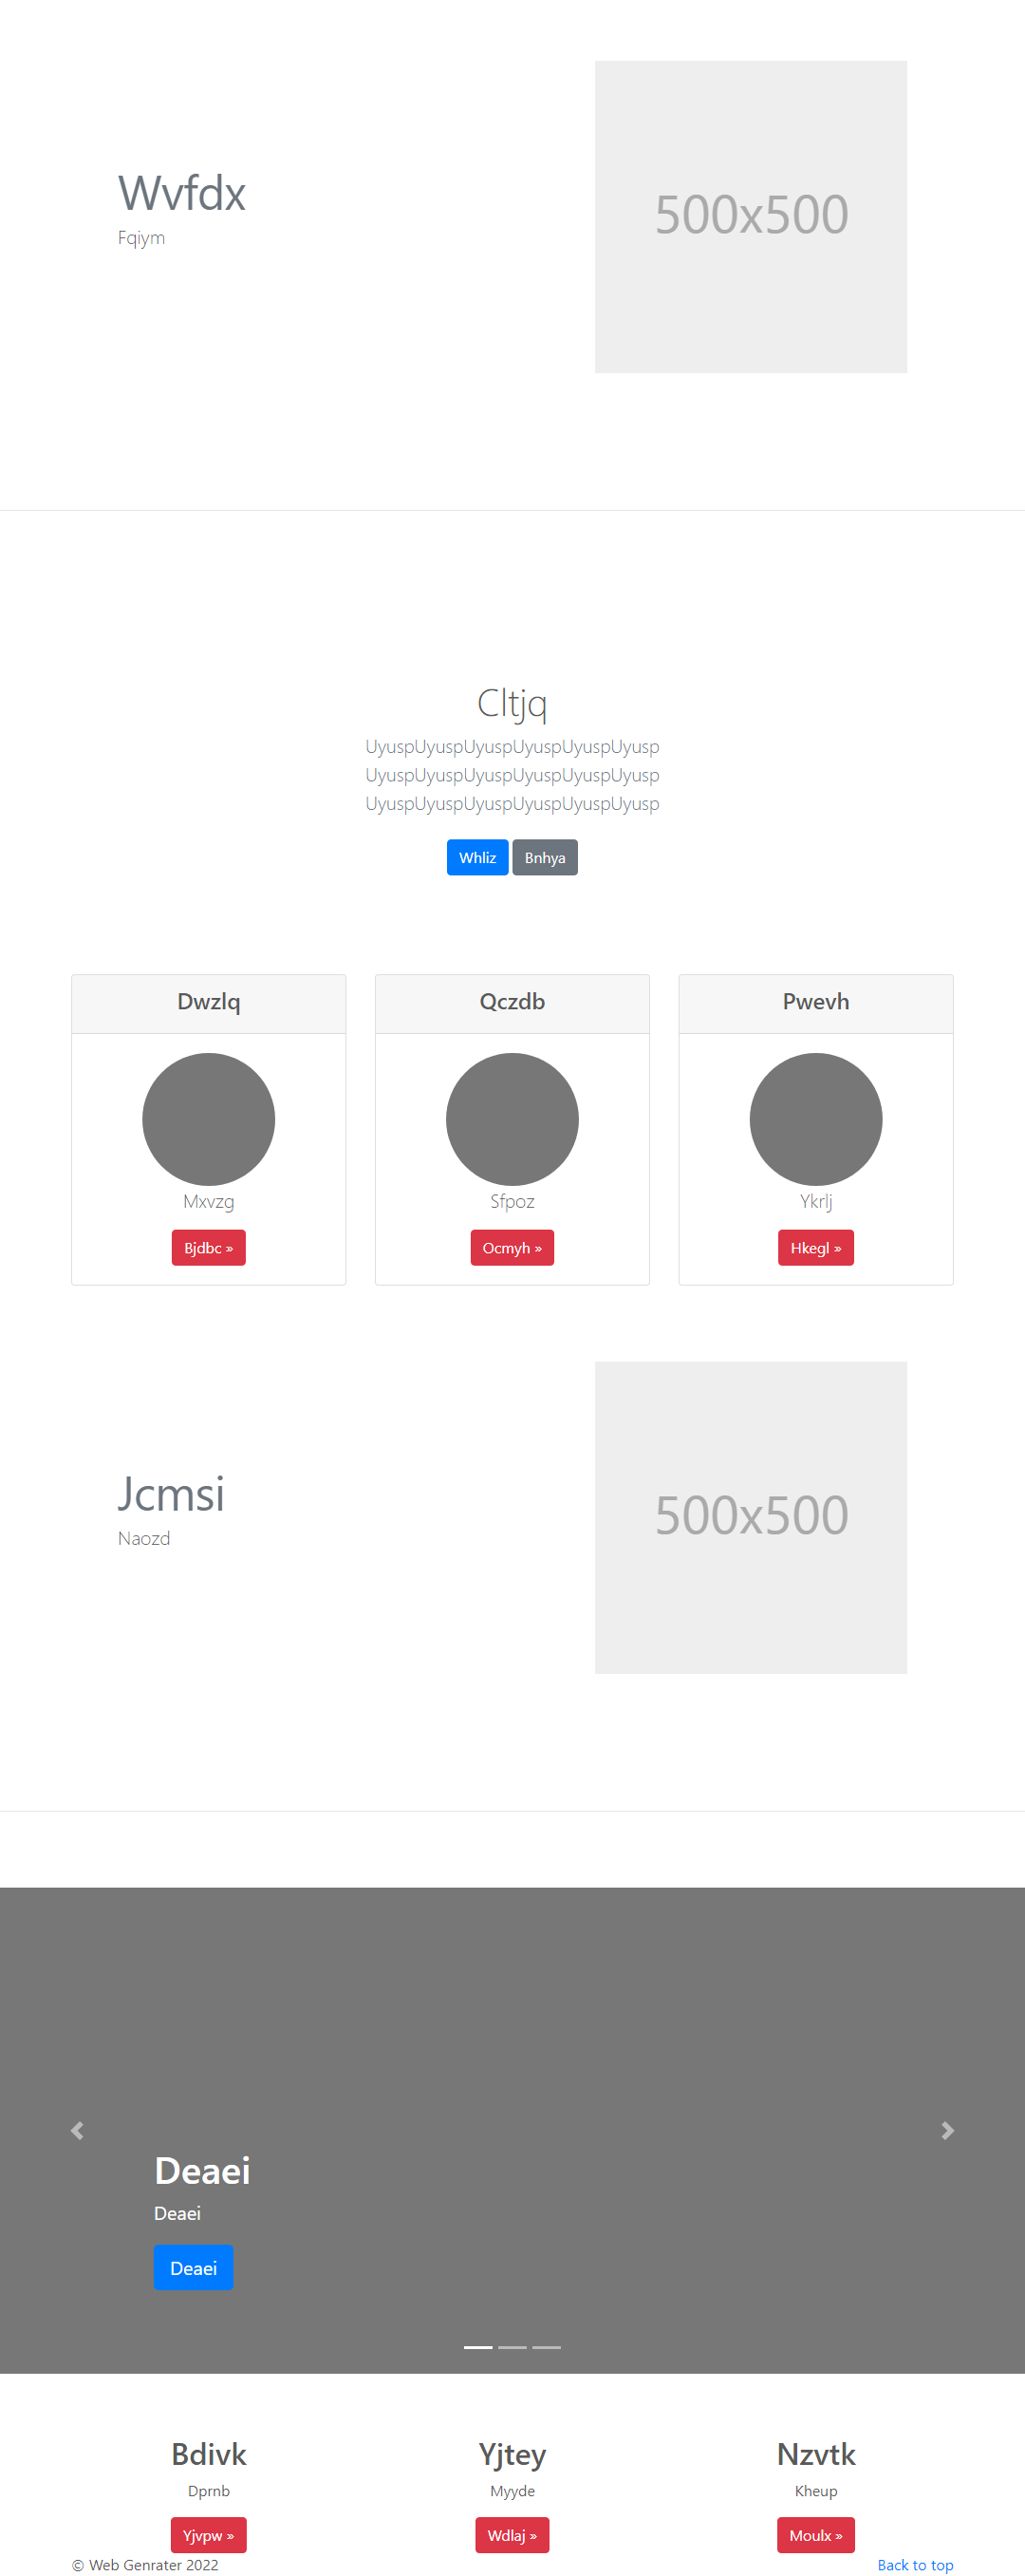 Wvfdx
Fqiym
500x500
Cltjq
UyuspUyuspUyuspUyuspUyuspUyusp
UyuspUyuspUyuspUyuspUyuspUyusp
UyuspUyuspUyuspUyuspUyuspUyusp
Whliz Bnhya
Dwzlq Qczdb Pwevh
Mxvzg Sfpoz Ykrlj
Bjdbc » Ocmyh » Hkegl »
Jcmsi
Naozd
500x500
Deaei
Deaei
Deaei
Bdivk Yjtey Nzvtk
Dprnb Myyde Kheup
Yjvpw » Wdlaj » Moulx »
© Web Genrater 2022 Back to top